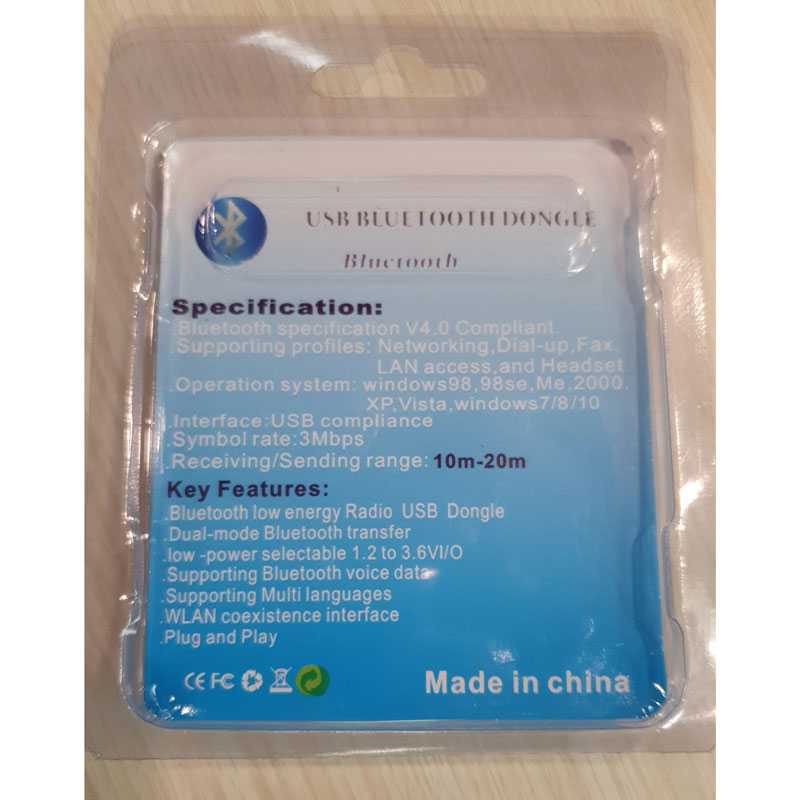 USB BLUETOOTH DONGLE
Bluetooth
Specification:
.Bluetooth specification V4.0 Compliant.
.Supporting profiles: Networking,Dial-up,Fax.
LAN access,and Headset
.Operation system: windows98,98se,Me,2000.
XP,Vista,windows7/8/10
.Interface:USB compliance
.Symbol rate:3Mbps
.Receiving/Sending range: 10m-20m
Key Features:
.Bluetooth low energy Radio USB Dongle
.Dual-mode Bluetooth transfer
.low -power selectable 1.2 to 3.6VI/O
.Supporting Bluetooth voice data
.Supporting Multi languages
.WLAN coexistence interface
.Plug and Play
CE FC Made in china